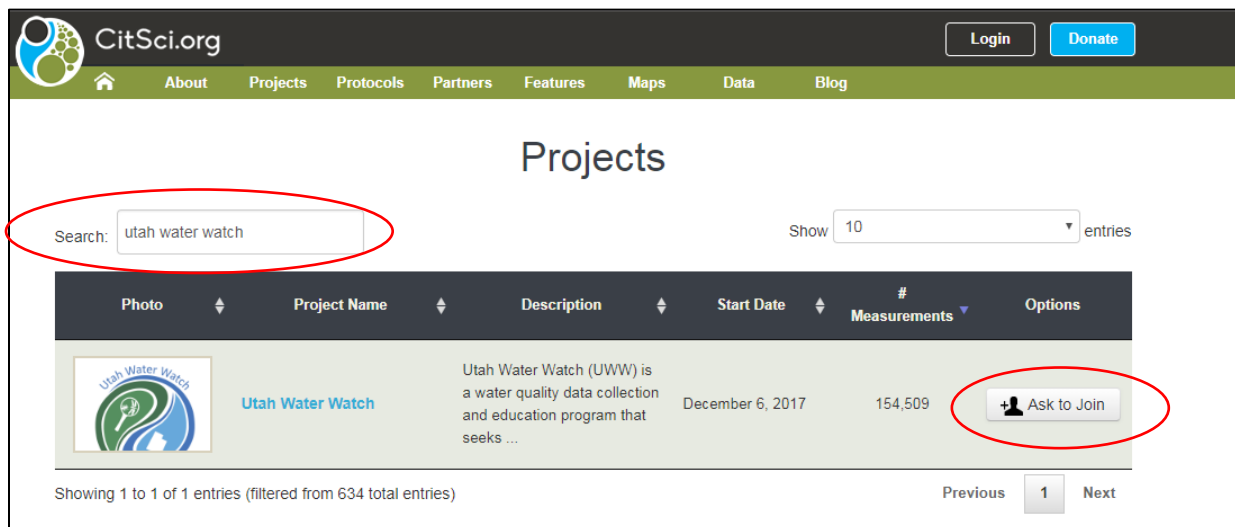 CitSci.org
Login
Donate
About Projects Protocols Partners Features Maps Data Blog
Projects
Search: utah water watch
Show 10 entries
Photo Project Name Description Start Date # Measurements Options
Utah Water Watch
Utah Water Watch
Utah Water Watch (UWW) is
a water quality data collection
and education program that
seeks ...
December 6, 2017
154,509
Ask to Join
Showing 1 to 1 of 1 entries (filtered from 634 total entries)
Previous 1 Next